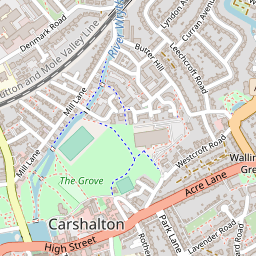 Denmark Road
River Wandle
Lyndon
Curran Avenue
Butter Hill
Leechcroft Road
Sutton and Mole Valley Line
Mill Lane
Mill Lane
Westcroft Road
The Grove
Acre Lane
Carshalton
High Street
Park Lane
Lavender Road